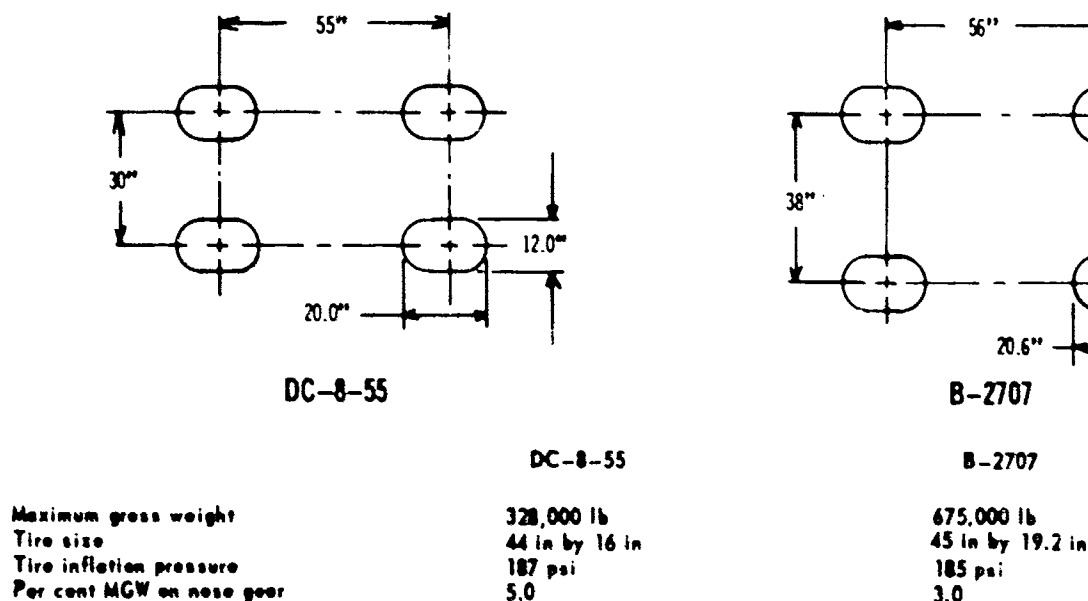 55" 56"
30" 38"
12.0"
20.0" 20.6"
DC-8-55 B-2707
DC-8-55 B-2707
Maximum gross weight 328,000 lb 675,000 lb
Tire size 44 in by 16 in 45 in by 19.2 in
Tire inflation pressure 187 psi 185 psi
Per cent MGW on nose gear 5.0 3.0